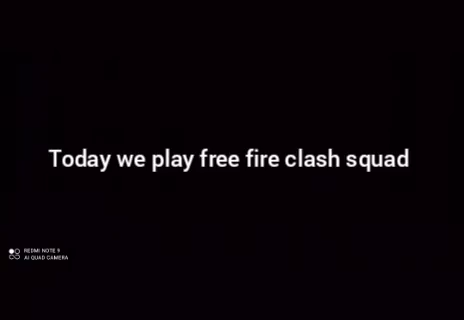 Today we play free fire clash squad
REDMI NOTE 9
AI QUAD CAMERA